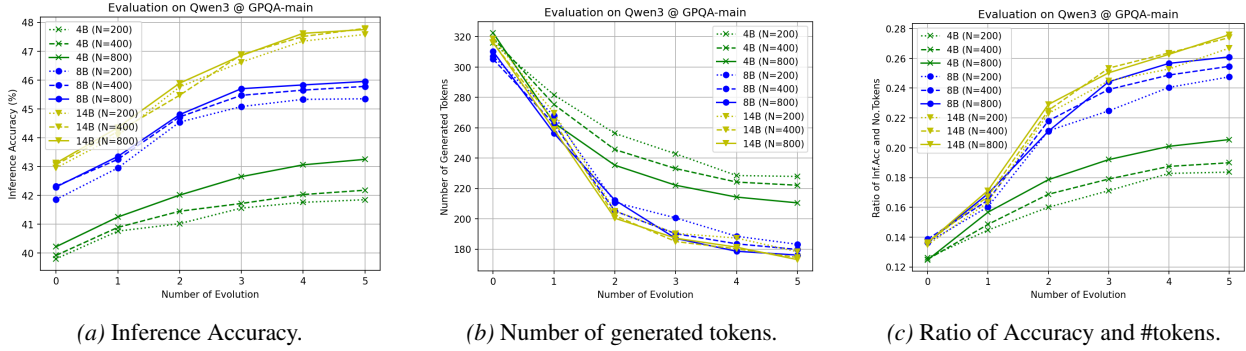 Evaluation on Qwen3 @ GPQA-main
48
47
46
45
44
43
42
41
40
Inference Accuracy (%)
4B (N=200)
4B (N=400)
4B (N=800)
8B (N=200)
8B (N=400)
8B (N=800)
14B (N=200)
14B (N=400)
14B (N=800)
0 1 2 3 4 5
Number of Evolution
(a) Inference Accuracy.
Evaluation on Qwen3 @ GPQA-main
320
300
280
260
240
220
200
180
Number of Generated Tokens
4B (N=200)
4B (N=400)
4B (N=800)
8B (N=200)
8B (N=400)
8B (N=800)
14B (N=200)
14B (N=400)
14B (N=800)
0 1 2 3 4 5
Number of Evolution
(b) Number of generated tokens.
Evaluation on Qwen3 @ GPQA-main
0.28
0.26
0.24
0.22
0.20
0.18
0.16
0.14
0.12
Ratio of Inf.Acc and No.Tokens
4B (N=200)
4B (N=400)
4B (N=800)
8B (N=200)
8B (N=400)
8B (N=800)
14B (N=200)
14B (N=400)
14B (N=800)
0 1 2 3 4 5
Number of Evolution
(c) Ratio of Accuracy and #tokens.